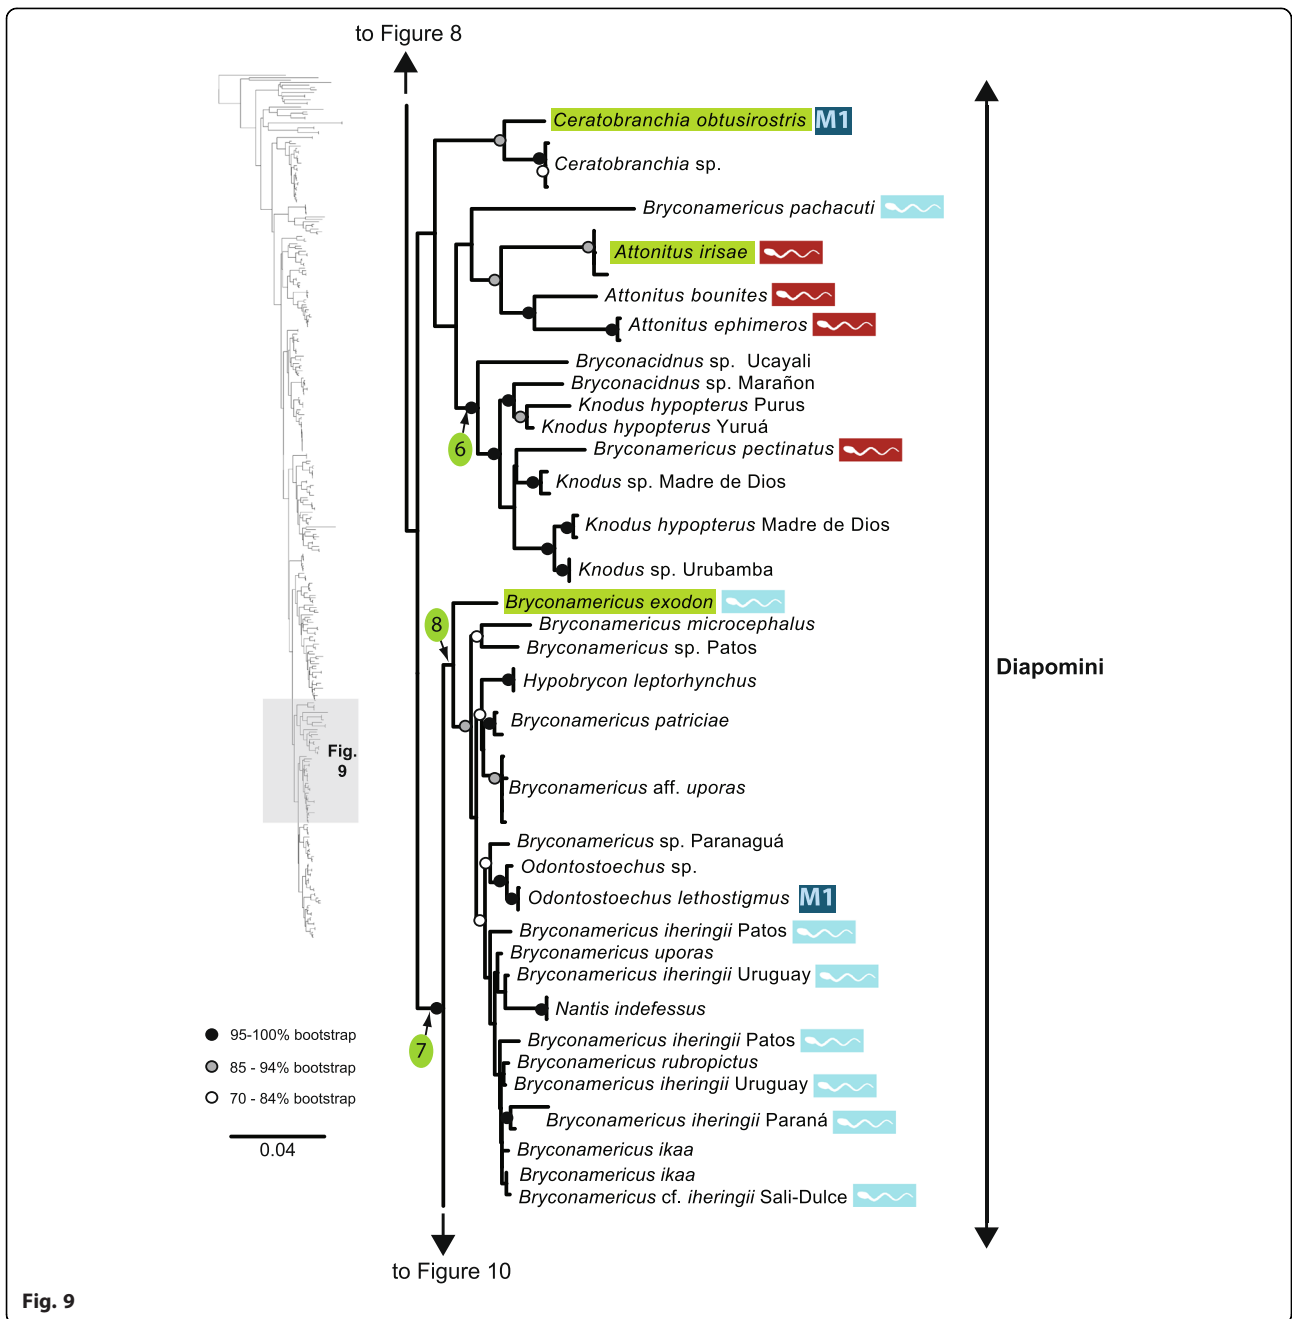 to Figure 8
Ceratobranchia obtusirostris M1
Ceratobranchia sp.
Bryconamericus pachacuti
Attonitus irisae
Attonitus bounites
Attonitus ephimeros
Bryconacidnus sp. Ucayali
Bryconacidnus sp. Marañon
Knodus hypopterus Purus
Knodus hypopterus Yuruá
6
Bryconamericus pectinatus
Knodus sp. Madre de Dios
Knodus hypopterus Madre de Dios
Knodus sp. Urubamba
Bryconamericus exodon
8
Bryconamericus microcephalus
Bryconamericus sp. Patos
Diapomini
Hypobrycon leptorhynchus
Bryconamericus patriciae
Fig.
9
Bryconamericus aff. uporas
Bryconamericus sp. Paranaguá
Odontostoechus sp.
Odontostoechus lethostigmus M1
Bryconamericus iheringii Patos
Bryconamericus uporas
Bryconamericus iheringii Uruguay
Nantis indefessus
7
Bryconamericus iheringii Patos
Bryconamericus rubropictus
Bryconamericus iheringii Uruguay
Bryconamericus iheringii Paraná
Bryconamericus ikaa
Bryconamericus ikaa
Bryconamericus cf. iheringii Sali-Dulce
95-100% bootstrap
85 - 94% bootstrap
70 - 84% bootstrap
0.04
to Figure 10
Fig. 9